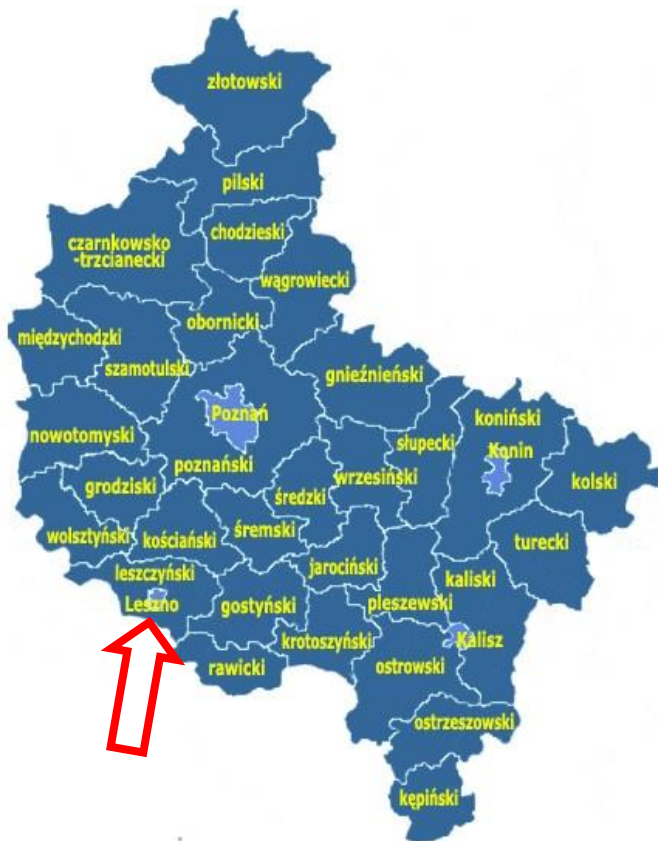 złotowski
pilski
chodzieski
czarnkowsko
-trzcianecki
wągrowiecki
obornicki
międzychodzki
szamotulski
gnieźnieński
Poznań
koniński
nowotomyski
słupecki
Konin
poznański
wrzesiński
kolski
grodziski
średzki
wolsztyński
kościański
śremski
turecki
jarociński
leszczyński
kaliski
Leszno
gostyński
pleszewski
krotoszyński
Kalisz
rawicki
ostrowski
ostrzeszowski
kępiński